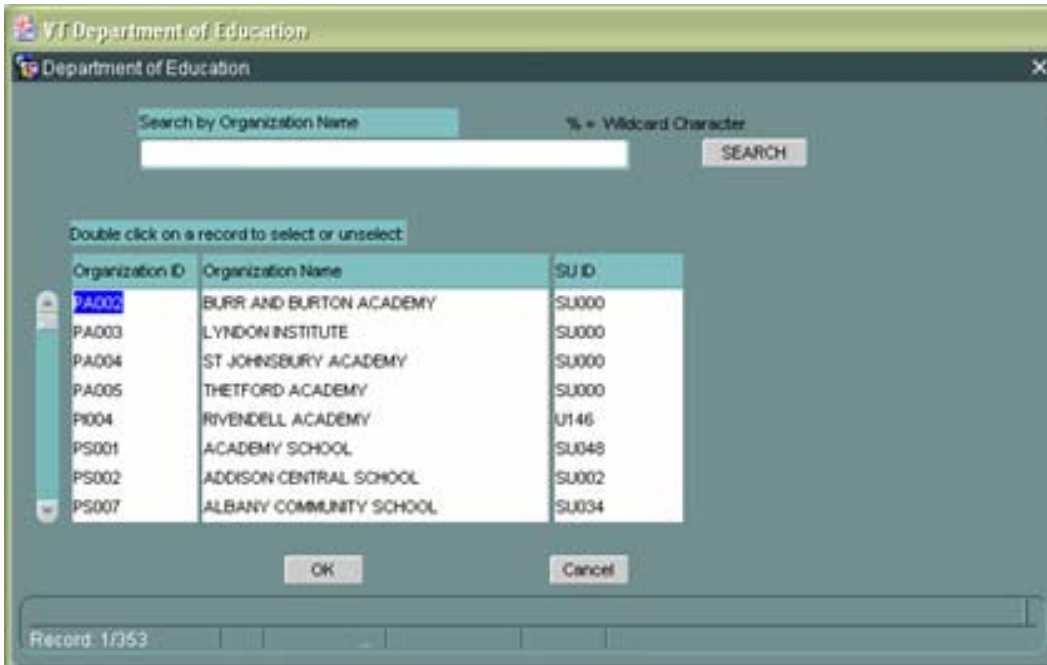 VT Department of Education
Department of Education
Search by Organization Name
% = Wildcard Character
SEARCH
Double click on a record to select or unselect
Organization ID Organization Name SU ID
PA002 BURR AND BURTON ACADEMY SU000
PA003 LYNDON INSTITUTE SU000
PA004 ST JOHNSBURY ACADEMY SU000
PA005 THETFORD ACADEMY SU000
PI004 RIVENDELL ACADEMY U146
PS001 ACADEMY SCHOOL SU048
PS002 ADDISON CENTRAL SCHOOL SU002
PS007 ALBANY COMMUNITY SCHOOL SU034
OK Cancel
Record: 1/353